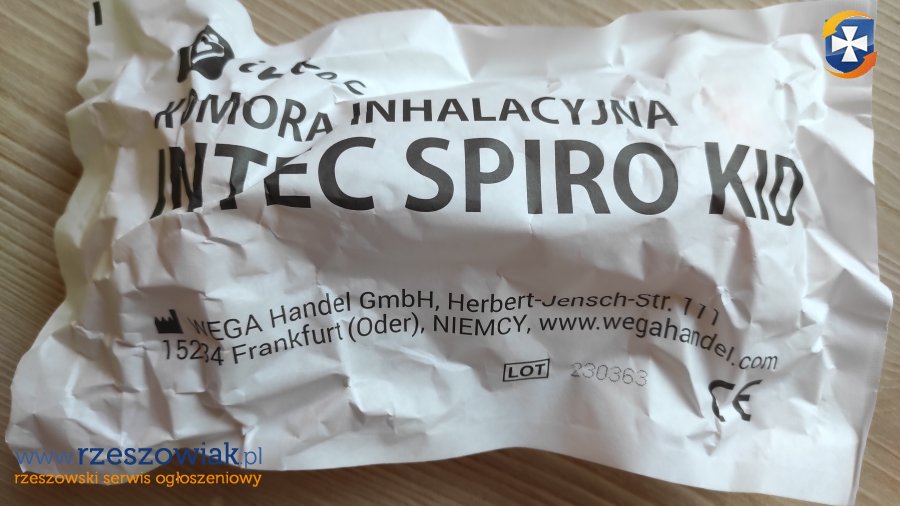 intec
KOMORA INHALACYJNA
INTEC SPIRO KID
WEGA Handel GmbH, Herbert-Jensch-Str. 111
15234 Frankfurt (Oder), NIEMCY, www.wegahandel.com
LOT 230363
CE
www.rzeszowiak.pl
rzeszowski serwis ogłoszeniowy